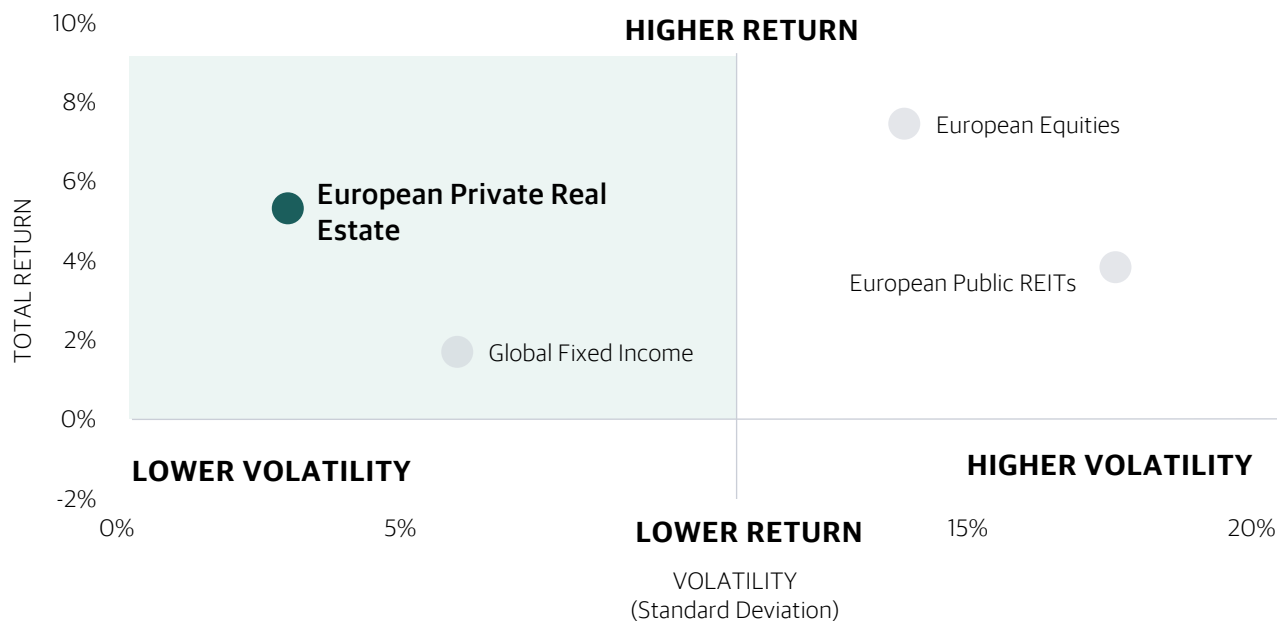 10%
HIGHER RETURN
8%
European Equities
6%
European Private Real
Estate
TOTAL RETURN
4%
European Public REITs
2%
Global Fixed Income
0%
LOWER VOLATILITY
HIGHER VOLATILITY
-2%
0%
5%
LOWER RETURN
15%
20%
VOLATILITY
(Standard Deviation)